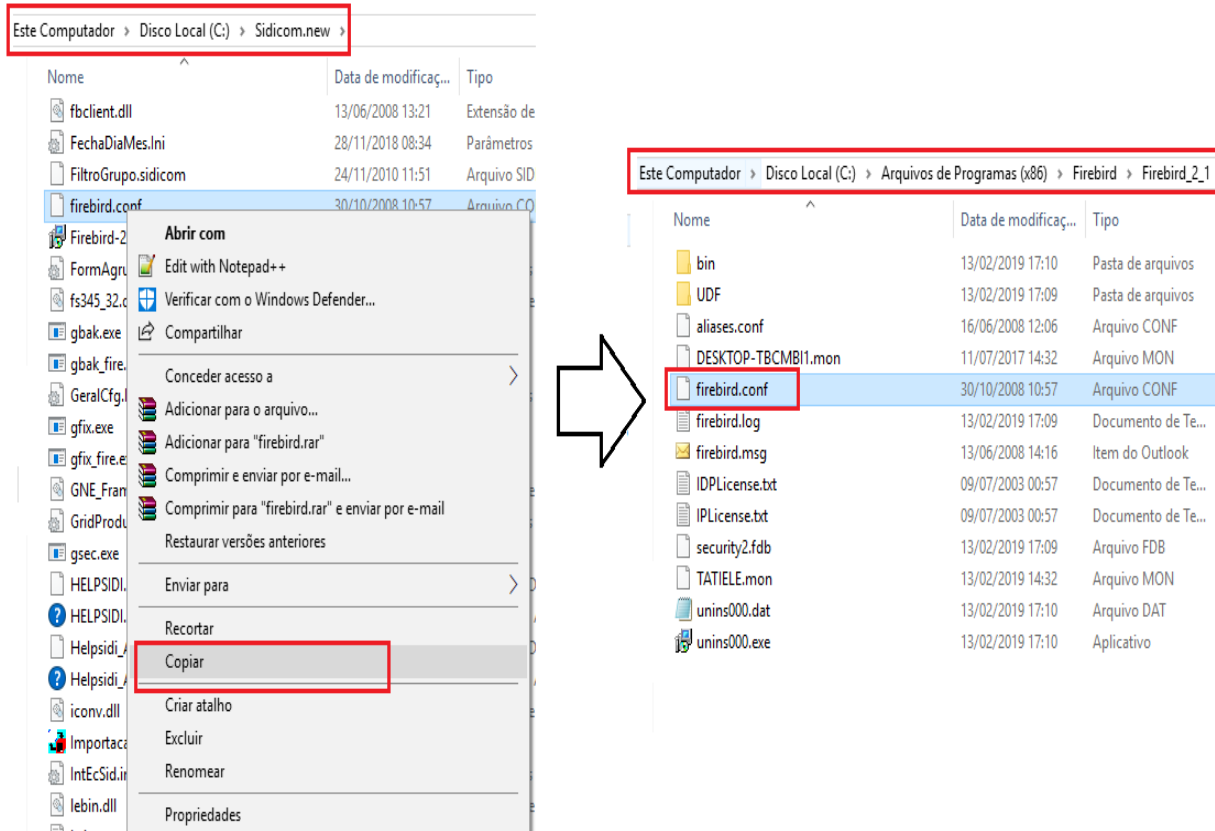 Este Computador > Disco Local (C:) > Sidicom.new >
Nome Data de modificaç... Tipo
fbclient.dll 13/06/2008 13:21 Extensão de
FechaDiaMes.Ini 28/11/2018 08:34 Parâmetros
FiltroGrupo.sidicom 24/11/2010 11:51 Arquivo SID
firebird.conf 30/10/2008 10:57 Arquivo CO
Firebird-2
FormAgru
fs345_32.d
gbak.exe
gbak_fire.
GeralCfg.I
gfix.exe
gfix_fire.e
GNE_Fram
GridProdu
gsec.exe
HELPSIDI.
HELPSIDI.
Helpsidi_A
Helpsidi_A
iconv.dll
Importaca
IntEcSid.in
lebin.dll
Abrir com
Edit with Notepad++
Verificar com o Windows Defender...
Compartilhar
Conceder acesso a >
Adicionar para o arquivo...
Adicionar para "firebird.rar"
Comprimir e enviar por e-mail...
Comprimir para "firebird.rar" e enviar por e-mail
Restaurar versões anteriores
Enviar para >
Recortar
Copiar
Criar atalho
Excluir
Renomear
Propriedades
Este Computador > Disco Local (C:) > Arquivos de Programas (x86) > Firebird > Firebird_2_1
Nome Data de modificaç... Tipo
bin 13/02/2019 17:10 Pasta de arquivos
UDF 13/02/2019 17:09 Pasta de arquivos
aliases.conf 16/06/2008 12:06 Arquivo CONF
DESKTOP-TBCMBI1.mon 11/07/2017 14:32 Arquivo MON
firebird.conf 30/10/2008 10:57 Arquivo CONF
firebird.log 13/02/2019 17:09 Documento de Te...
firebird.msg 13/06/2008 14:16 Item do Outlook
IDPLicense.txt 09/07/2003 00:57 Documento de Te...
IPLicense.txt 09/07/2003 00:57 Documento de Te...
security2.fdb 13/02/2019 17:09 Arquivo FDB
TATIELE.mon 13/02/2019 14:32 Arquivo MON
unins000.dat 13/02/2019 17:10 Arquivo DAT
unins000.exe 13/02/2019 17:10 Aplicativo